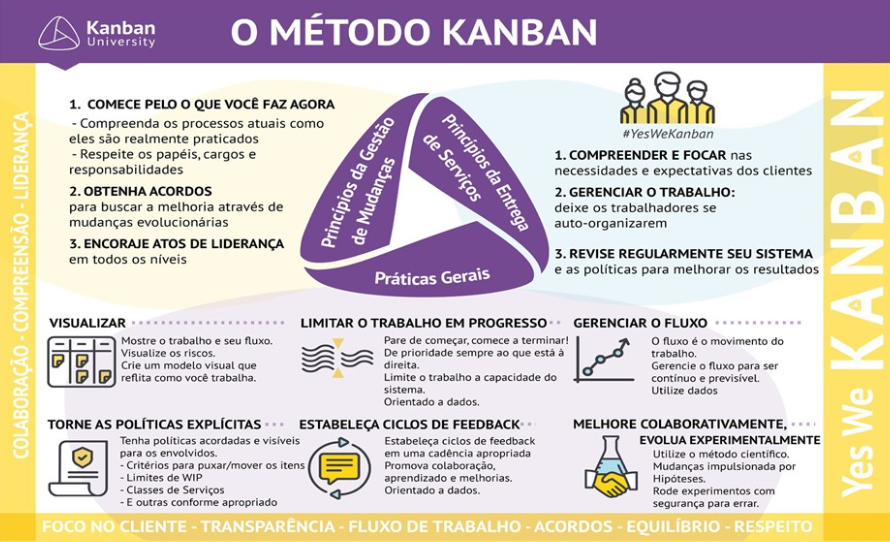 Kanban
University
O MÉTODO KANBAN
COLABORAÇÃO - COMPREENSÃO - LIDERANÇA
1. COMECE PELO O QUE VOCÊ FAZ AGORA
- Compreenda os processos atuais como
eles são realmente praticados
- Respeite os papéis, cargos e
responsabilidades
2. OBTENHA ACORDOS
para buscar a melhoria através de
mudanças evolucionárias
3. ENCORAJE ATOS DE LIDERANÇA
em todos os níveis
Princípios da Gestão
de Mudanças
Princípios da Entrega
de Serviços
Práticas Gerais
#YesWeKanban
1. COMPREENDER E FOCAR nas
necessidades e expectativas dos clientes
2. GERENCIAR O TRABALHO:
deixe os trabalhadores se
auto-organizarem
3. REVISE REGULARMENTE SEU SISTEMA
e as políticas para melhorar os resultados
VISUALIZAR
Mostre o trabalho e seu fluxo.
Visualize os riscos.
Crie um modelo visual que
reflita como você trabalha.
LIMITAR O TRABALHO EM PROGRESSO
Pare de começar, comece a terminar!
De prioridade sempre ao que está à
direita.
Limite o trabalho a capacidade do
sistema.
Orientado a dados.
GERENCIAR O FLUXO
O fluxo é o movimento do
trabalho.
Gerencie o fluxo para ser
contínuo e previsível.
Utilize dados
TORNE AS POLÍTICAS EXPLÍCITAS
Tenha políticas acordadas e visíveis
para os envolvidos.
- Critérios para puxar/mover os itens
- Limites de WIP
- Classes de Serviços
- E outras conforme apropriado
ESTABELEÇA CICLOS DE FEEDBACK
Estabeleça ciclos de feedback
em uma cadência apropriada
Promova colaboração,
aprendizado e melhorias.
Orientado a dados.
MELHORE COLABORATIVAMENTE,
EVOLUA EXPERIMENTALMENTE
Utilize o método científico.
Mudanças impulsionada por
Hipóteses.
Rode experimentos com
segurança para errar.
Yes We KANBAN
FOCO NO CLIENTE - TRANSPARÊNCIA - FLUXO DE TRABALHO - ACORDOS - EQUILÍBRIO - RESPEITO